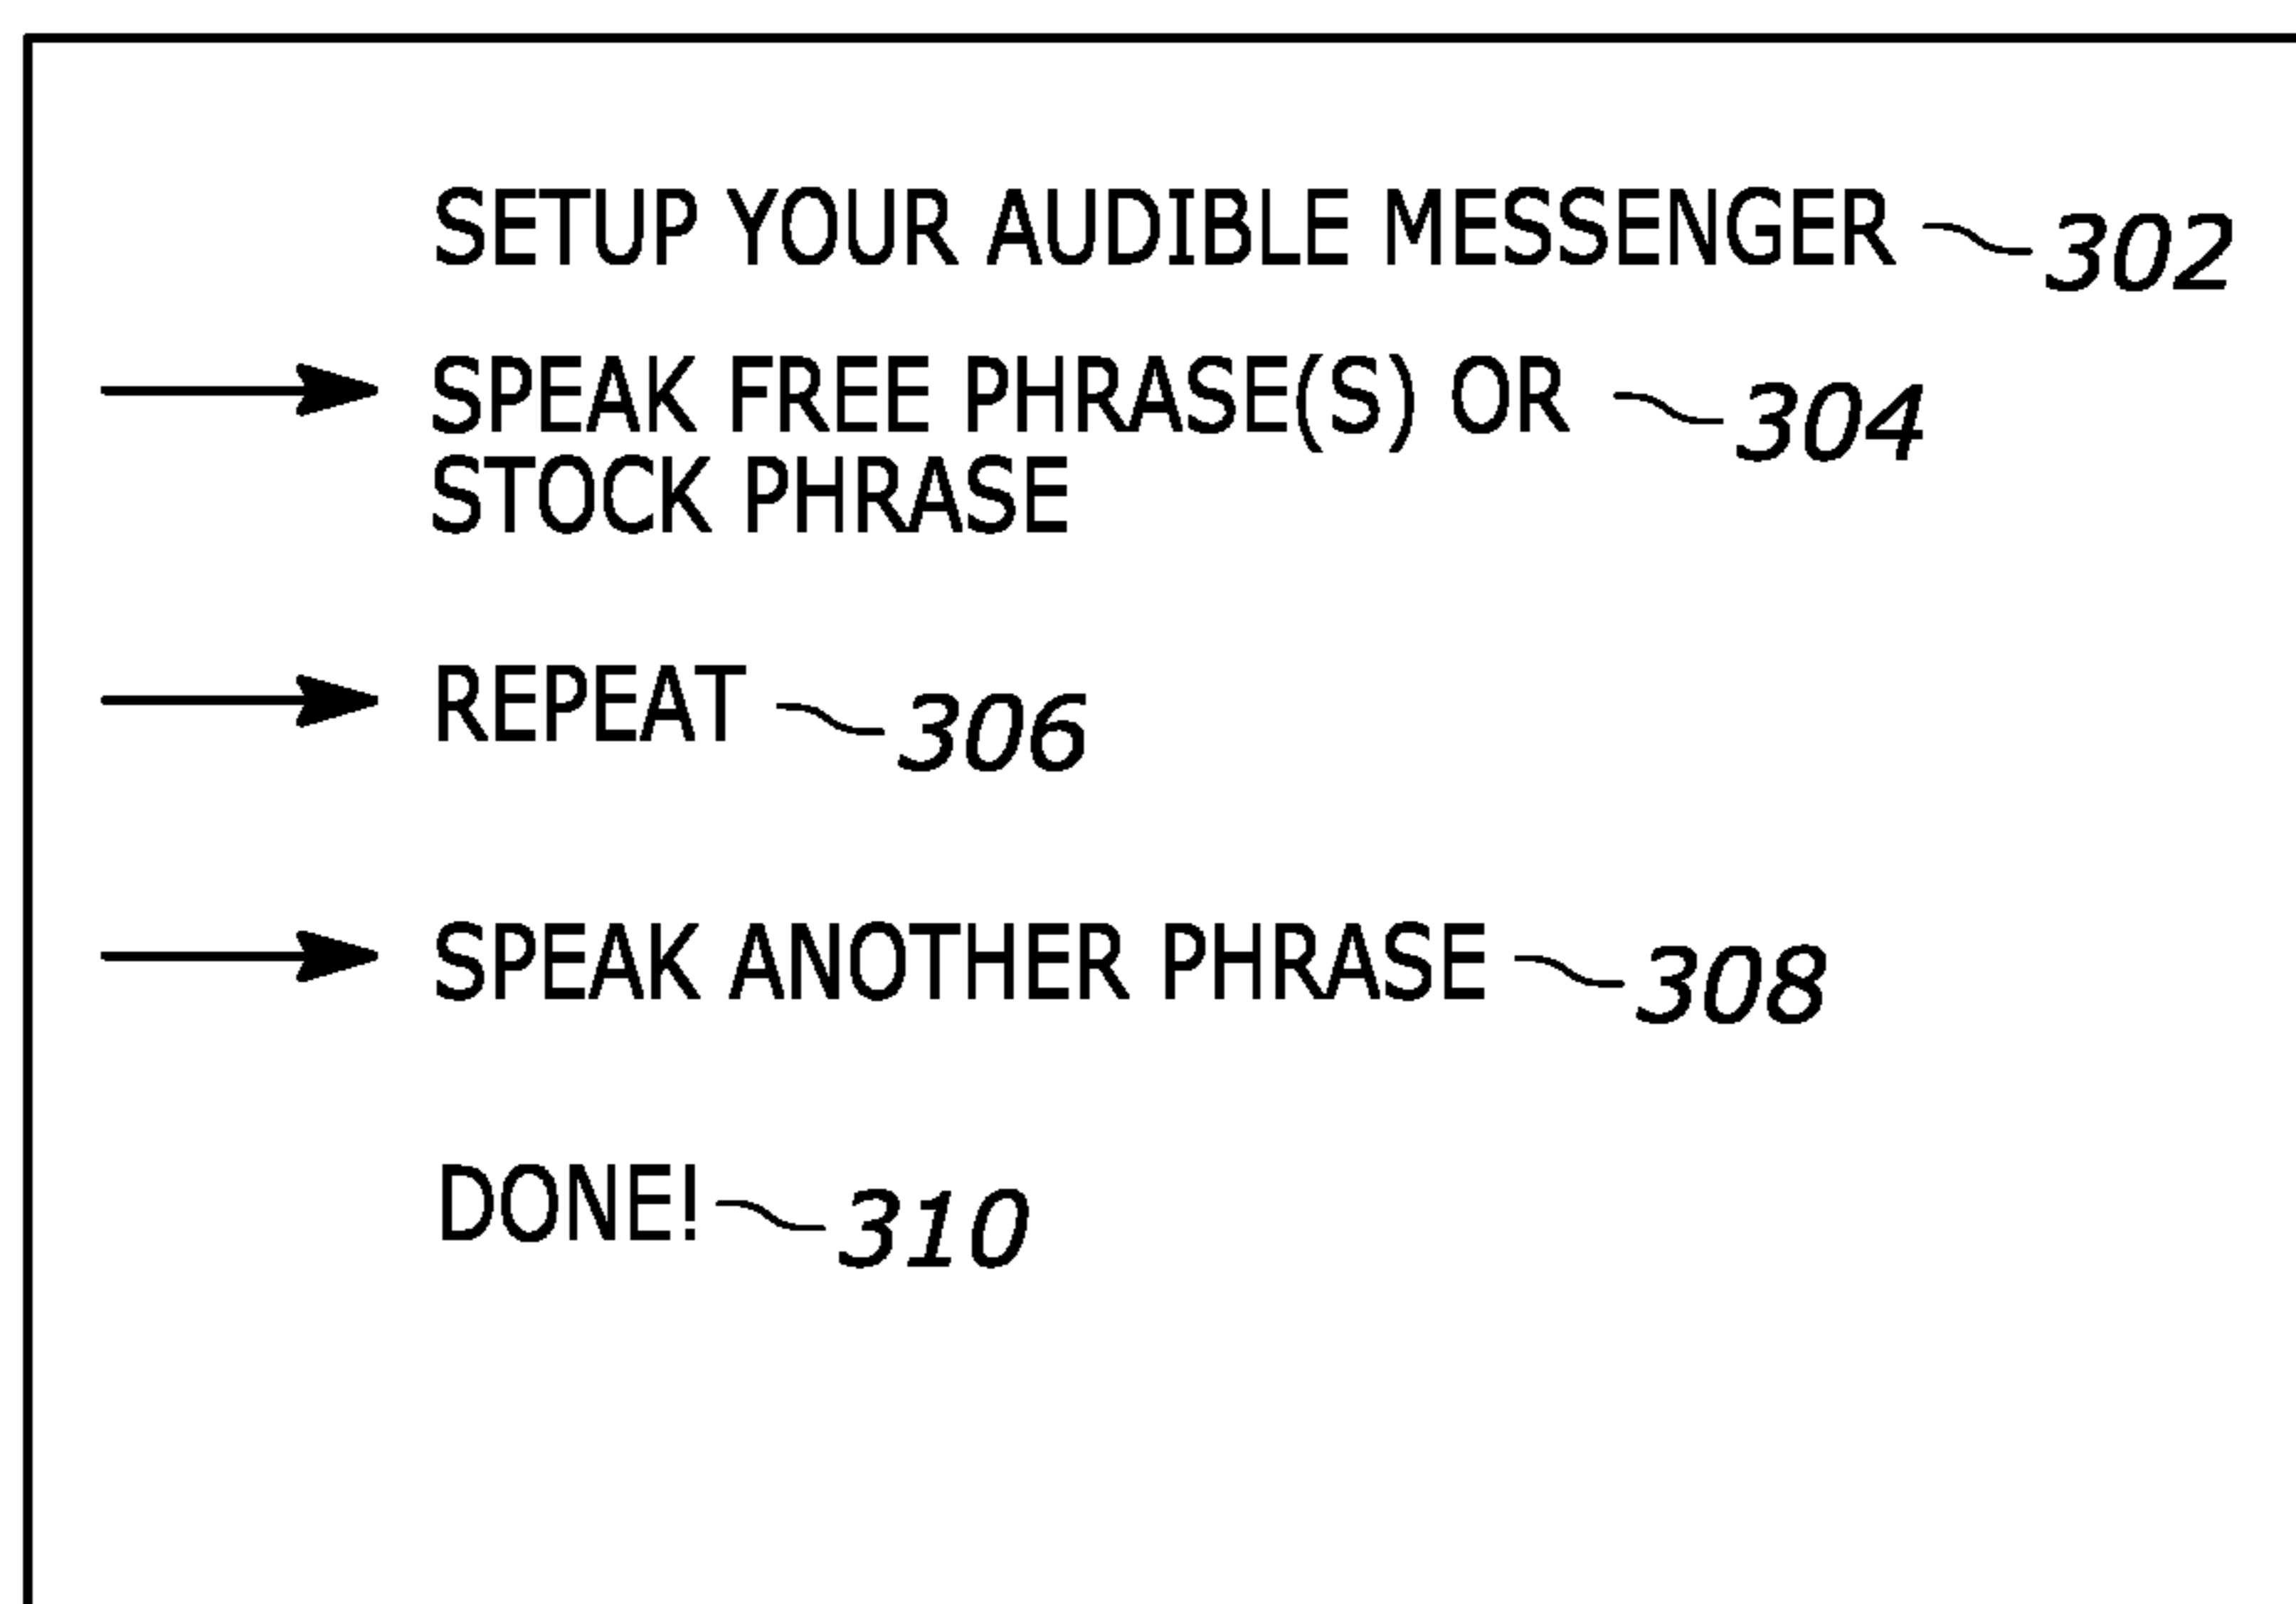 SETUP YOUR AUDIBLE MESSENGER 302
SPEAK FREE PHRASE(S) OR 304
STOCK PHRASE
REPEAT 306
SPEAK ANOTHER PHRASE 308
DONE! 310